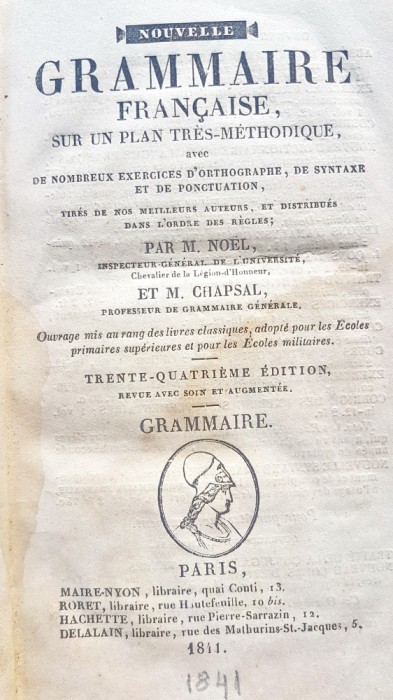 NOUVELLE
GRAMMAIRE
FRANÇAISE,
SUR UN PLAN TRÈS-MÉTHODIQUE,
avec
DE NOMBREUX EXERCICES D'ORTHOGRAPHE, DE SYNTAXE
ET DE PONCTUATION,
TIRÉS DE NOS MEILLEURS AUTEURS, ET DISTRIBUÉS
DANS L'ORDRE DES RÈGLES;
PAR M. NOËL,
INSPECTEUR-GÉNÉRAL DE L'UNIVERSITÉ,
Chevalier de la Légion-d'Honneur,
ET M. CHAPSAL,
PROFESSEUR DE GRAMMAIRE GÉNÉRALE.
Ouvrage mis au rang des livres classiques, adopté pour les Écoles
primaires supérieures et pour les Écoles militaires.
TRENTE-QUATRIÈME ÉDITION,
REVUE AVEC SOIN ET AUGMENTÉE.
GRAMMAIRE.
PARIS,
MAIRE-NYON, libraire, quai Conti, 13.
RORET, libraire, rue Hautefeuille, 10 bis.
HACHETTE, libraire, rue Pierre-Sarrazin, 12.
DELALAIN, libraire, rue des Mathurins-St.-Jacques, 5.
1841.
1841